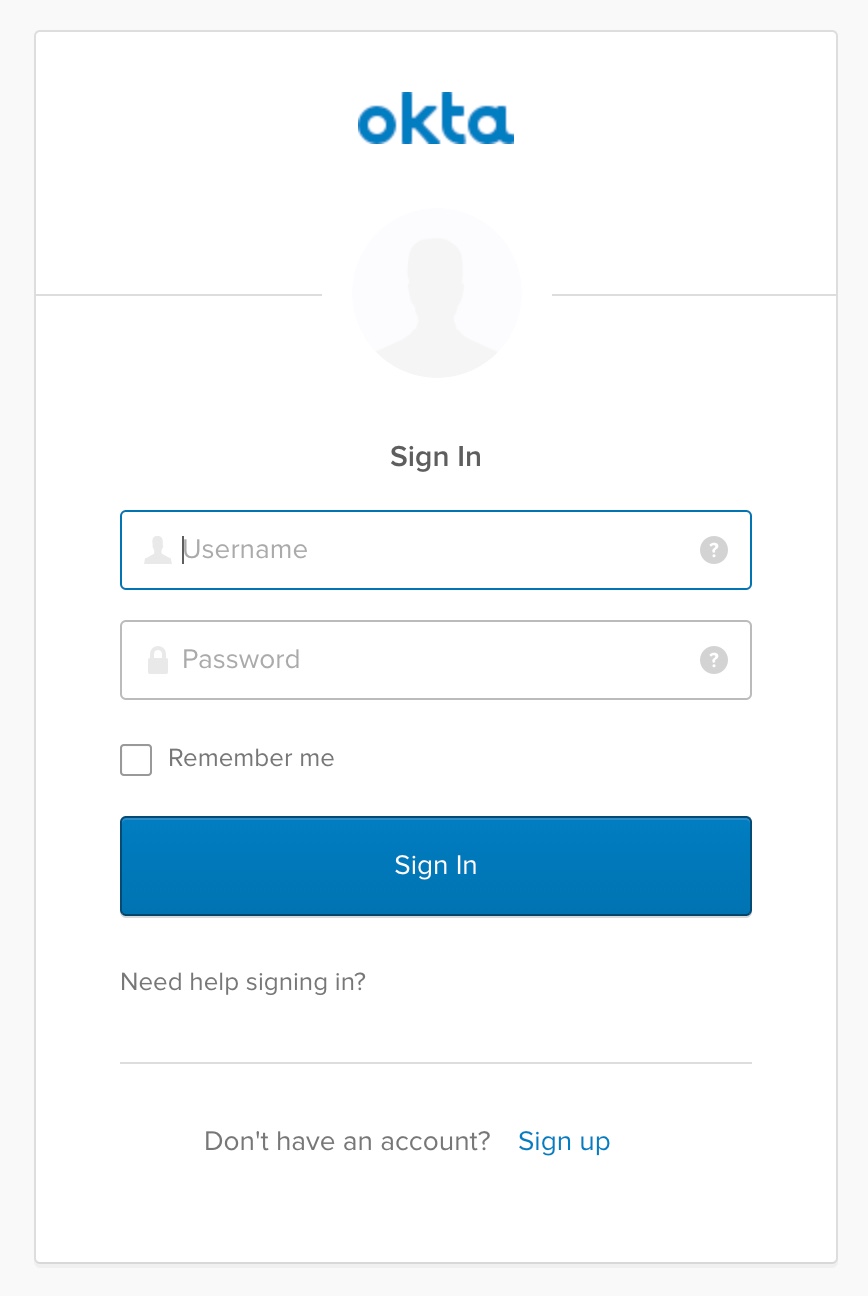 okta
Sign In
Username ?
Password ?
Remember me
Sign In
Need help signing in?
Don't have an account? Sign up